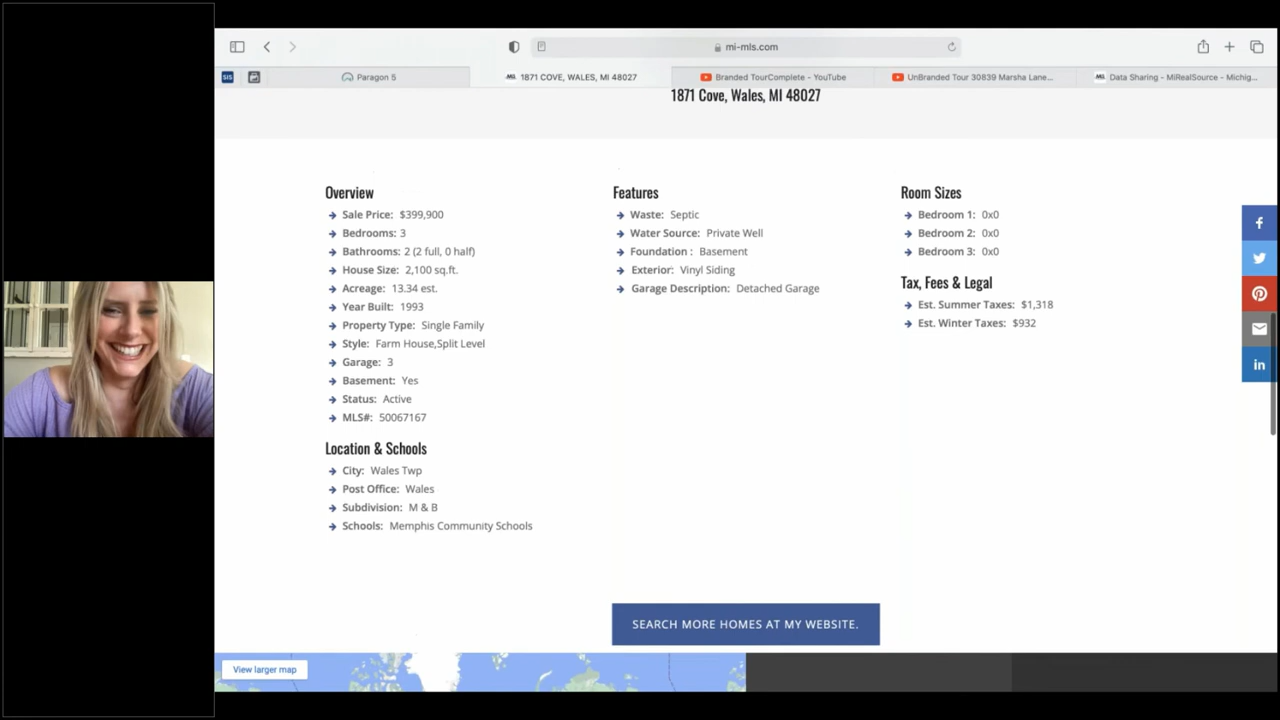 mi-mls.com
SIS
Paragon 5
1871 COVE, WALES, MI 48027
Branded TourComplete - YouTube
UnBranded Tour 30839 Marsha Lane...
Data Sharing - MiRealSource - Michig...
1871 Cove, Wales, MI 48027
Overview
Sale Price: $399,900
Bedrooms: 3
Bathrooms: 2 (2 full, 0 half)
House Size: 2,100 sq.ft.
Acreage: 13.34 est.
Year Built: 1993
Property Type: Single Family
Style: Farm House,Split Level
Garage: 3
Basement: Yes
Status: Active
MLS#: 50067167
Location & Schools
City: Wales Twp
Post Office: Wales
Subdivision: M & B
Schools: Memphis Community Schools
Features
Waste: Septic
Water Source: Private Well
Foundation : Basement
Exterior: Vinyl Siding
Garage Description: Detached Garage
Room Sizes
Bedroom 1: 0x0
Bedroom 2: 0x0
Bedroom 3: 0x0
Tax, Fees & Legal
Est. Summer Taxes: $1,318
Est. Winter Taxes: $932
SEARCH MORE HOMES AT MY WEBSITE.
View larger map